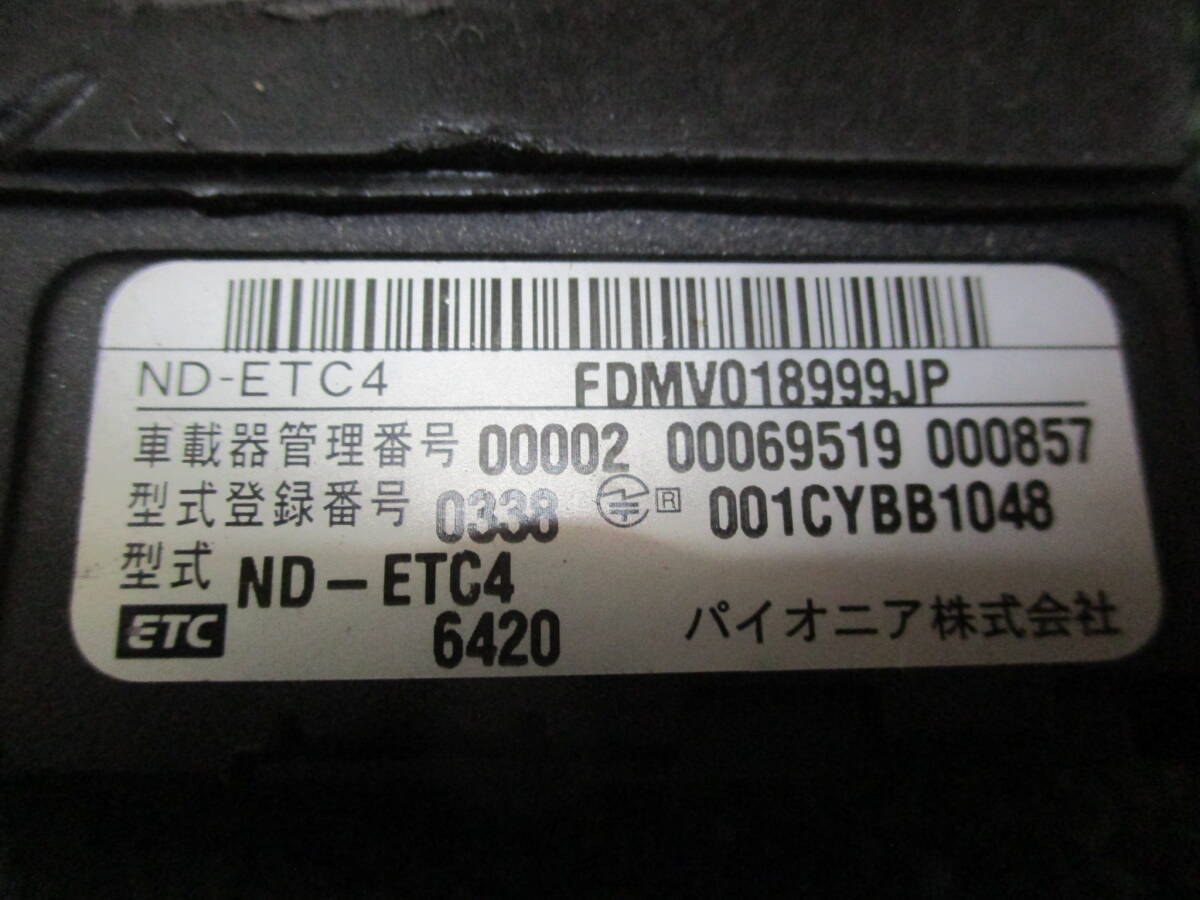 ND-ETC4 FDMV018999JP
車載器管理番号 00002 00069519 000857
型式登録番号 0338 R 001CYBB1048
型式 ND-ETC4
ETC 6420 パイオニア株式会社